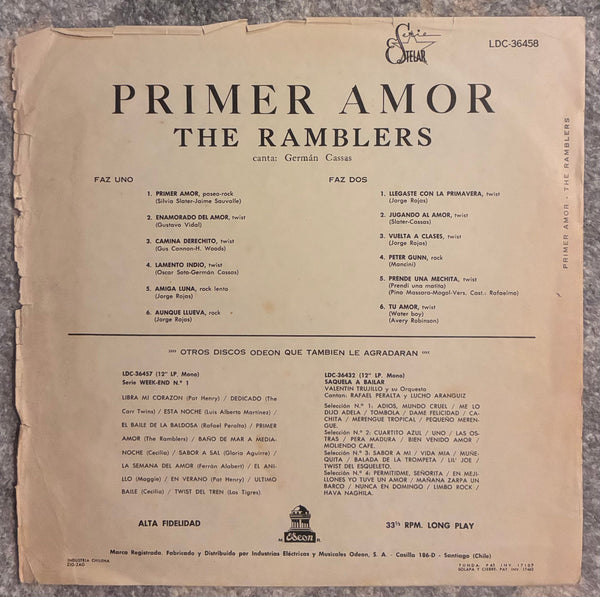 Serie
ESTELAR
LDC-36458
PRIMER AMOR
THE RAMBLERS
canta: Germán Cassas
FAZ UNO
1. PRIMER AMOR, paseo-rock
(Silvia Slater-Jaime Sauvalle)
2. ENAMORADO DEL AMOR, twist
(Gustavo Vidal)
3. CAMINA DERECHITO, twist
(Gus Cannon-H. Woods)
4. LAMENTO INDIO, twist
(Oscar Soto-Germán Cassas)
5. AMIGA LUNA, rock lento
(Jorge Rojas)
6. AUNQUE LLUEVA, rock
(Jorge Rojas)
FAZ DOS
1. LLEGASTE CON LA PRIMAVERA, twist
(Jorge Rojas)
2. JUGANDO AL AMOR, twist
(Slater-Cassas)
3. VUELTA A CLASES, twist
(Jorge Rojas)
4. PETER GUNN, rock
(Mancini)
5. PRENDE UNA MECHITA, twist
(Prendi una matita)
(Pino Massara-Mogol-Vers. Cast.: Rafaelmo)
6. TU AMOR, twist
(Water boy)
(Avery Robinson)
PRIMER AMOR - THE RAMBLERS
»»» OTROS DISCOS ODEON QUE TAMBIEN LE AGRADARAN «««
LDC-36457 (12" LP, Mono)
Serie WEEK-END N.º 1
LIBRA MI CORAZON (Pat Henry) / DEDICADO (The
Carr Twins) / ESTA NOCHE (Luis Alberto Martínez) /
EL BAILE DE LA BALDOSA (Rafael Peralta) / PRIMER
AMOR (The Ramblers) / BAÑO DE MAR A MEDIA-
NOCHE (Cecilia) / SABOR A SAL (Gloria Aguirre) /
LA SEMANA DEL AMOR (Ferrán Alabert) / EL ANI-
LLO (Maggie) / EN VERANO (Pat Henry) / ULTIMO
BAILE (Cecilia) / TWIST DEL TREN (Los Tigres).
LDC-36432 (12" LP, Mono)
SAQUELA A BAILAR
VALENTIN TRUJILLO y su Orquesta
Cantan: RAFAEL PERALTA y LUCHO ARANGUIZ
Selección N.º 1: ADIOS, MUNDO CRUEL / ME LO
DIJO ADELA / TOMBOLA / DAME FELICIDAD / CA-
CHITA / MERENGUE TROPICAL / PEQUEÑO MEREN-
GUE.
Selección N.º 2: CUARTITO AZUL / UNO / LAS OS-
TRAS / PERA MADURA / BIEN VENIDO AMOR /
MOLIENDO CAFE.
Selección N.º 3: SABOR A MI / VIDA MIA / MUÑE-
QUITA / BALADA DE LA TROMPETA / LIL' JOE /
TWIST DEL ESQUELETO.
Selección N.º 4: PERMITIDME, SEÑORITA / EN MEJI-
LLONES YO TUVE UN AMOR / MAÑANA ZARPA UN
BARCO / NUNCA EN DOMINGO / LIMBO ROCK /
HAVA NAGHILA.
ALTA FIDELIDAD
M. Odeon R.
33⅓ RPM. LONG PLAY
Marca Registrada. Fabricado y Distribuido por Industrias Eléctricas y Musicales Odeon, S. A. - Casilla 186-D - Santiago (Chile)
INDUSTRIA CHILENA
ZIG-ZAG
FUNDA. PAT. INV. 17107
SOLAPA Y CIERRE. PAT. INV. 17462